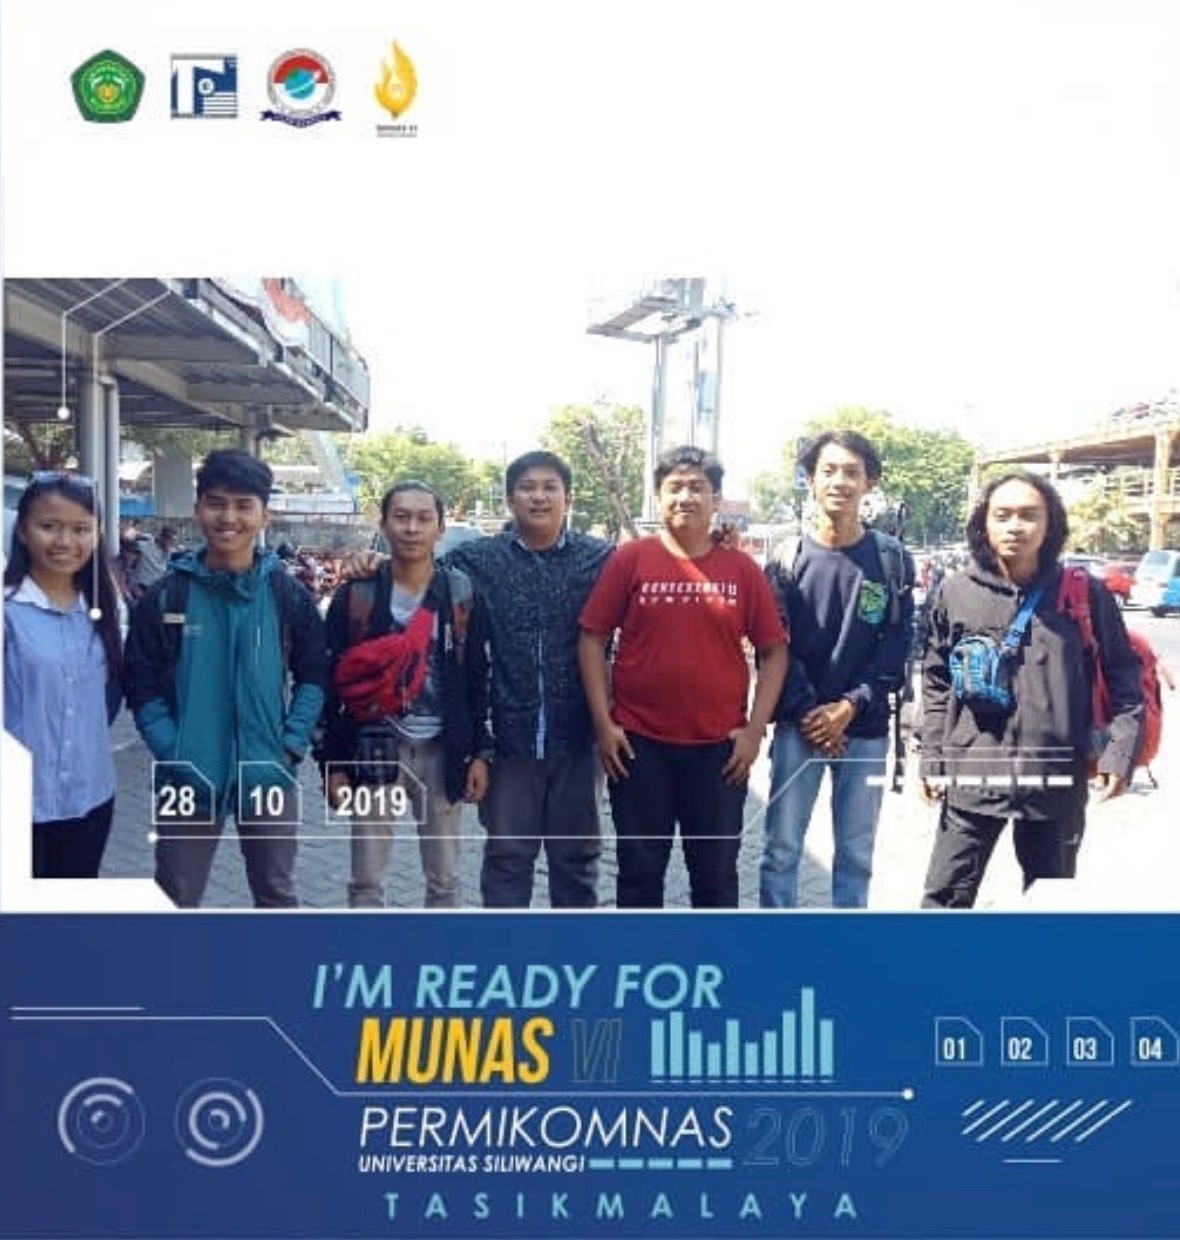 28 10 2019
I'M READY FOR
MUNAS VI
01 02 03 04
PERMIKOMNAS 2019
UNIVERSITAS SILIWANGI
TASIKMALAYA